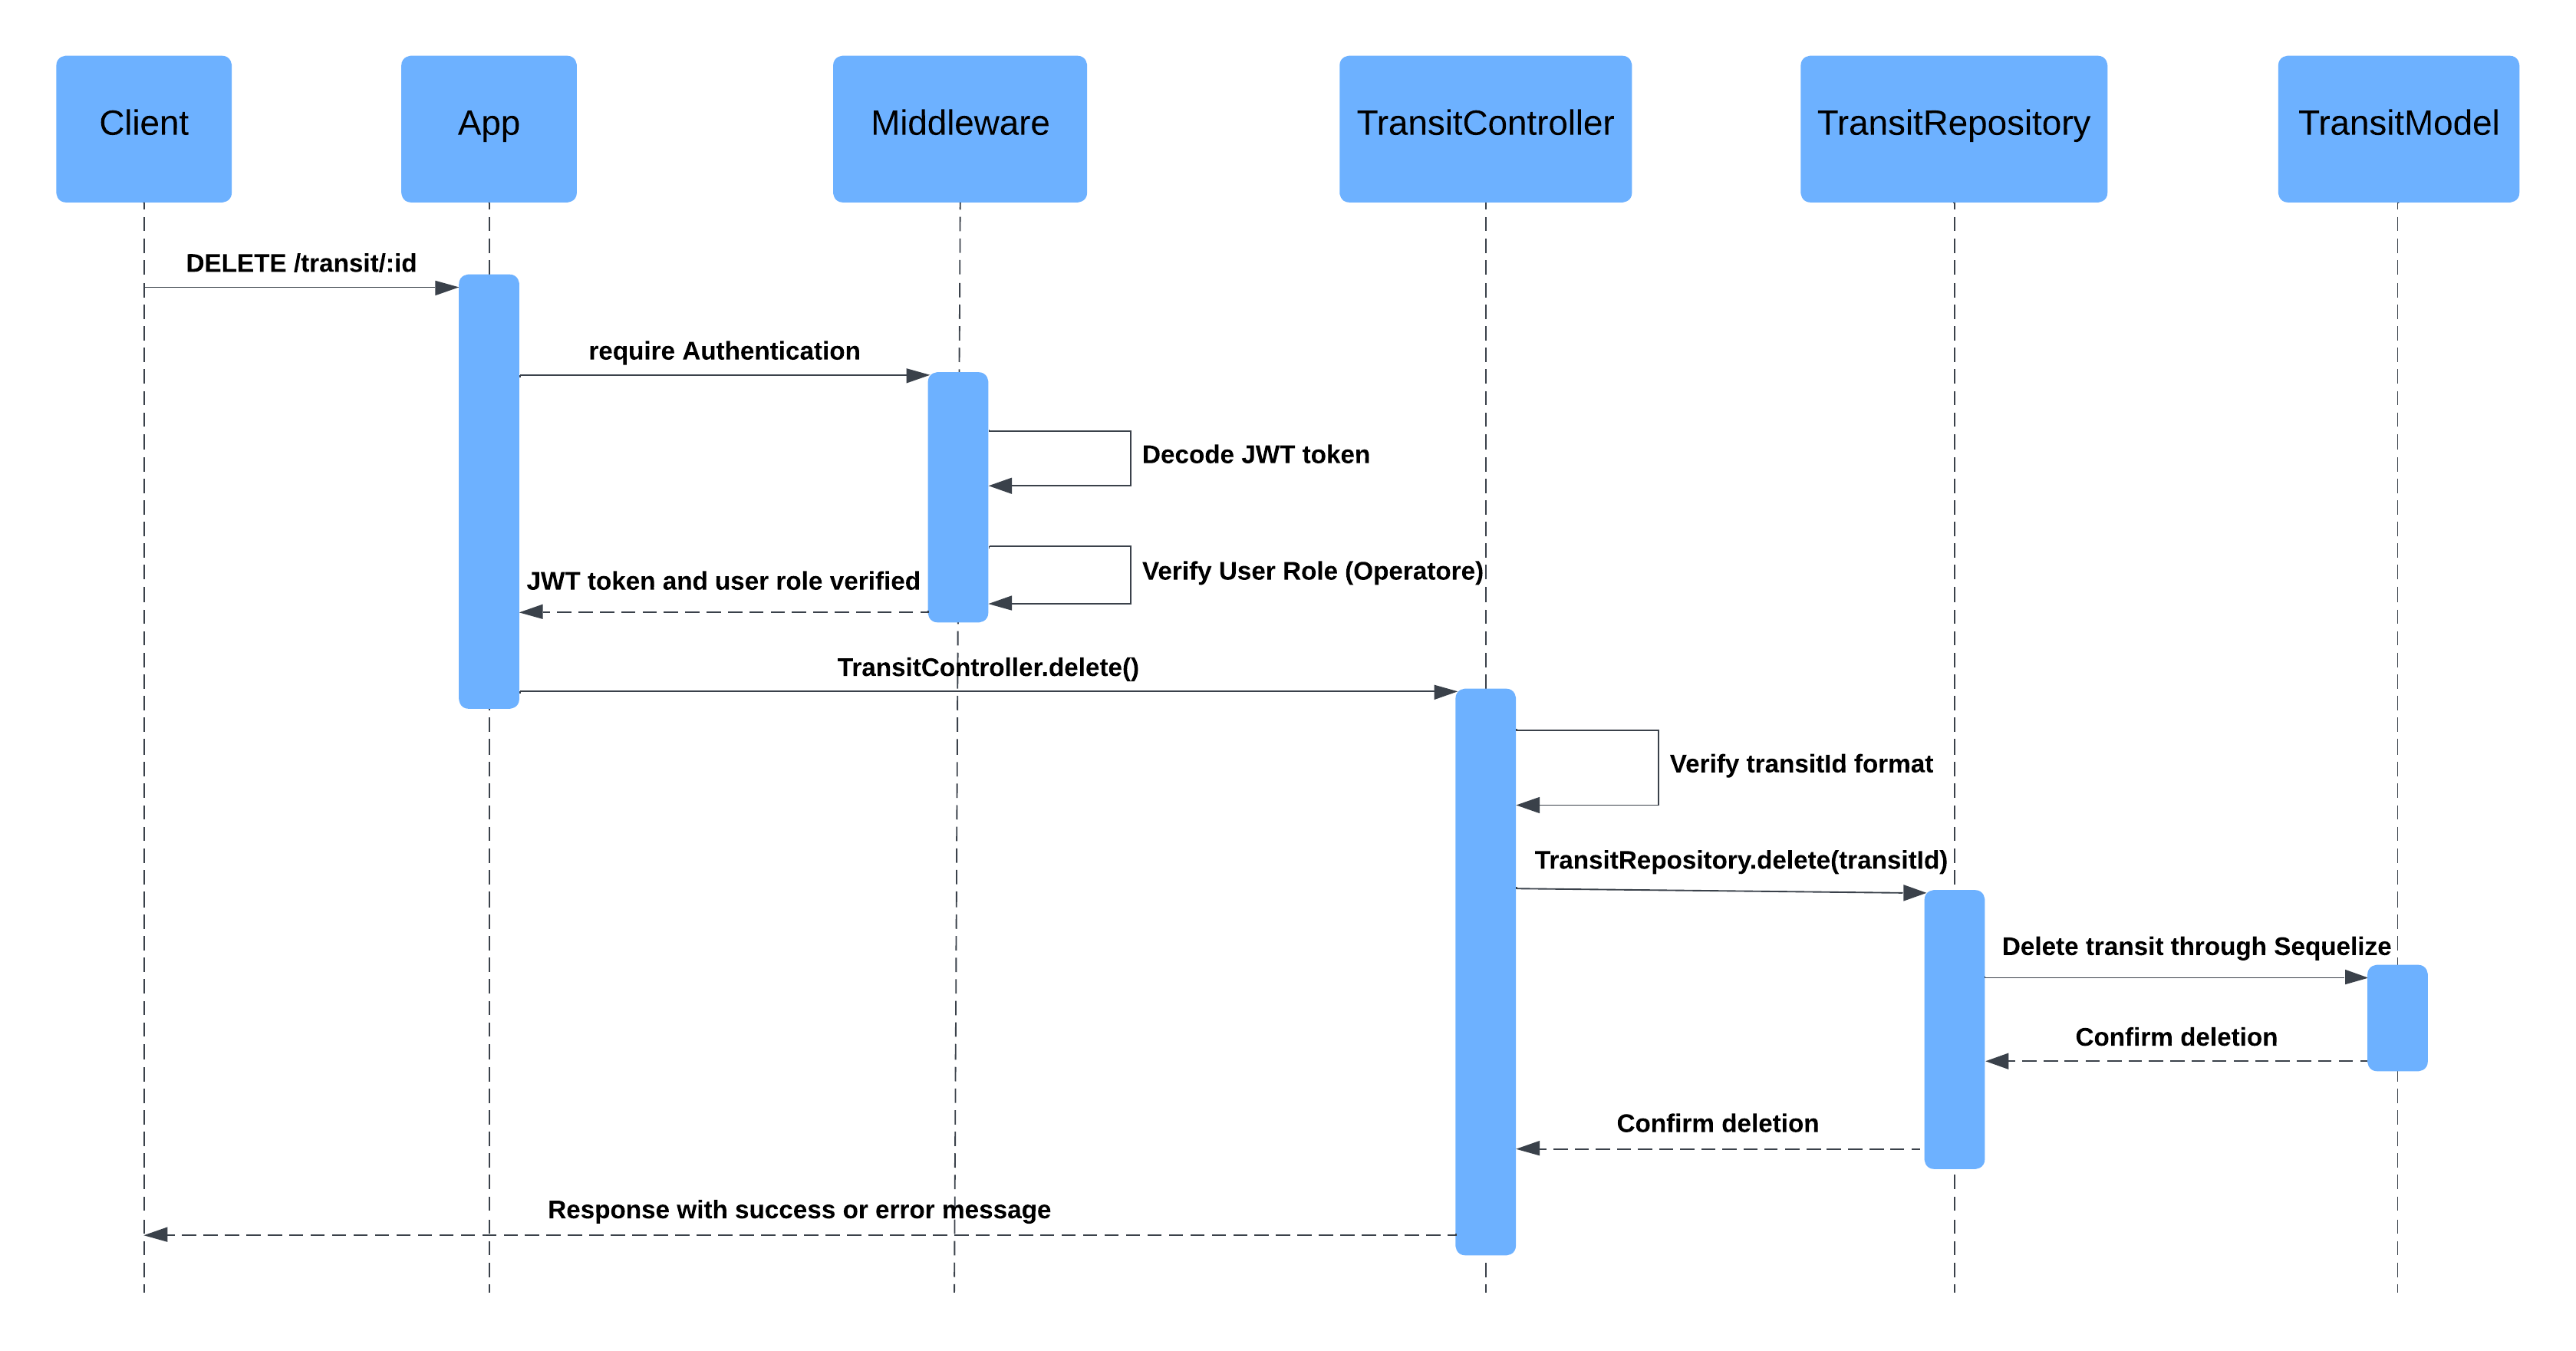 Client
App
Middleware
TransitController
TransitRepository
TransitModel
DELETE /transit/:id
require Authentication
Decode JWT token
Verify User Role (Operatore)
JWT token and user role verified
TransitController.delete()
Verify transitId format
TransitRepository.delete(transitId)
Delete transit through Sequelize
Confirm deletion
Confirm deletion
Response with success or error message